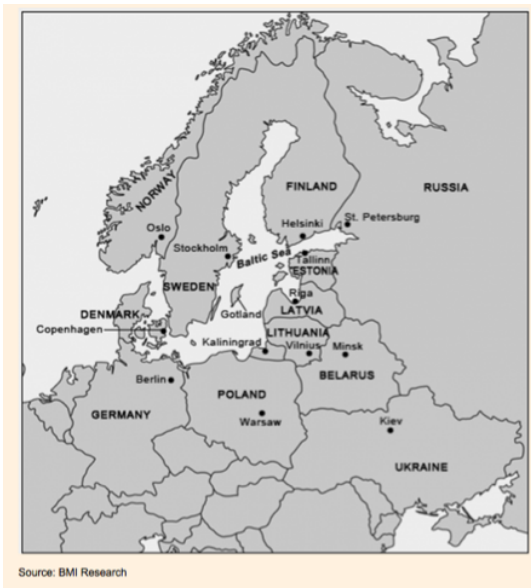 NORWAY
FINLAND
RUSSIA
Oslo
Helsinki
St. Petersburg
Stockholm
Baltic Sea
Tallinn
ESTONIA
SWEDEN
Riga
Gotland
LATVIA
DENMARK
Copenhagen
LITHUANIA
Kaliningrad
Vilnius
Minsk
BELARUS
Berlin
POLAND
GERMANY
Warsaw
Kiev
UKRAINE
Source: BMI Research